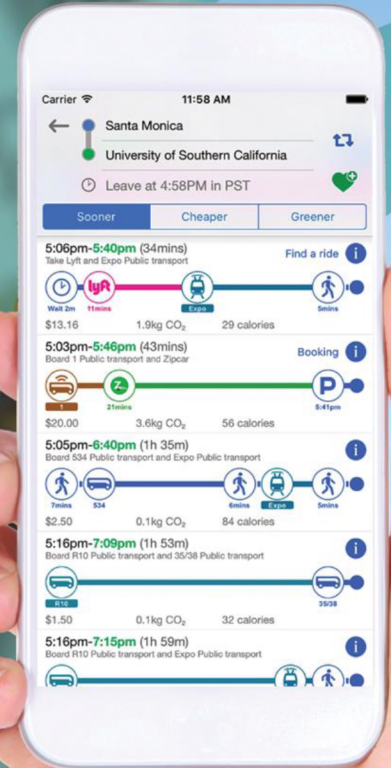 Carrier 11:58 AM
Santa Monica
University of Southern California
Leave at 4:58PM in PST
Sooner Cheaper Greener
5:06pm-5:40pm (34mins) Find a ride i
Take Lyft and Expo Public transport
lyft
Wait 2m 11mins Expo 5mins
$13.16 1.9kg CO₂ 29 calories
5:03pm-5:46pm (43mins) Booking i
Board 1 Public transport and Zipcar
Z P
1 21mins 5:41pm
$20.00 3.6kg CO₂ 56 calories
5:05pm-6:40pm (1h 35m) i
Board 534 Public transport and Expo Public transport
7mins 534 6mins Expo 5mins
$2.50 0.1kg CO₂ 84 calories
5:16pm-7:09pm (1h 53m) i
Board R10 Public transport and 35/38 Public transport
R10 35/38
$1.50 0.1kg CO₂ 32 calories
5:16pm-7:15pm (1h 59m) i
Board R10 Public transport and Expo Public transport